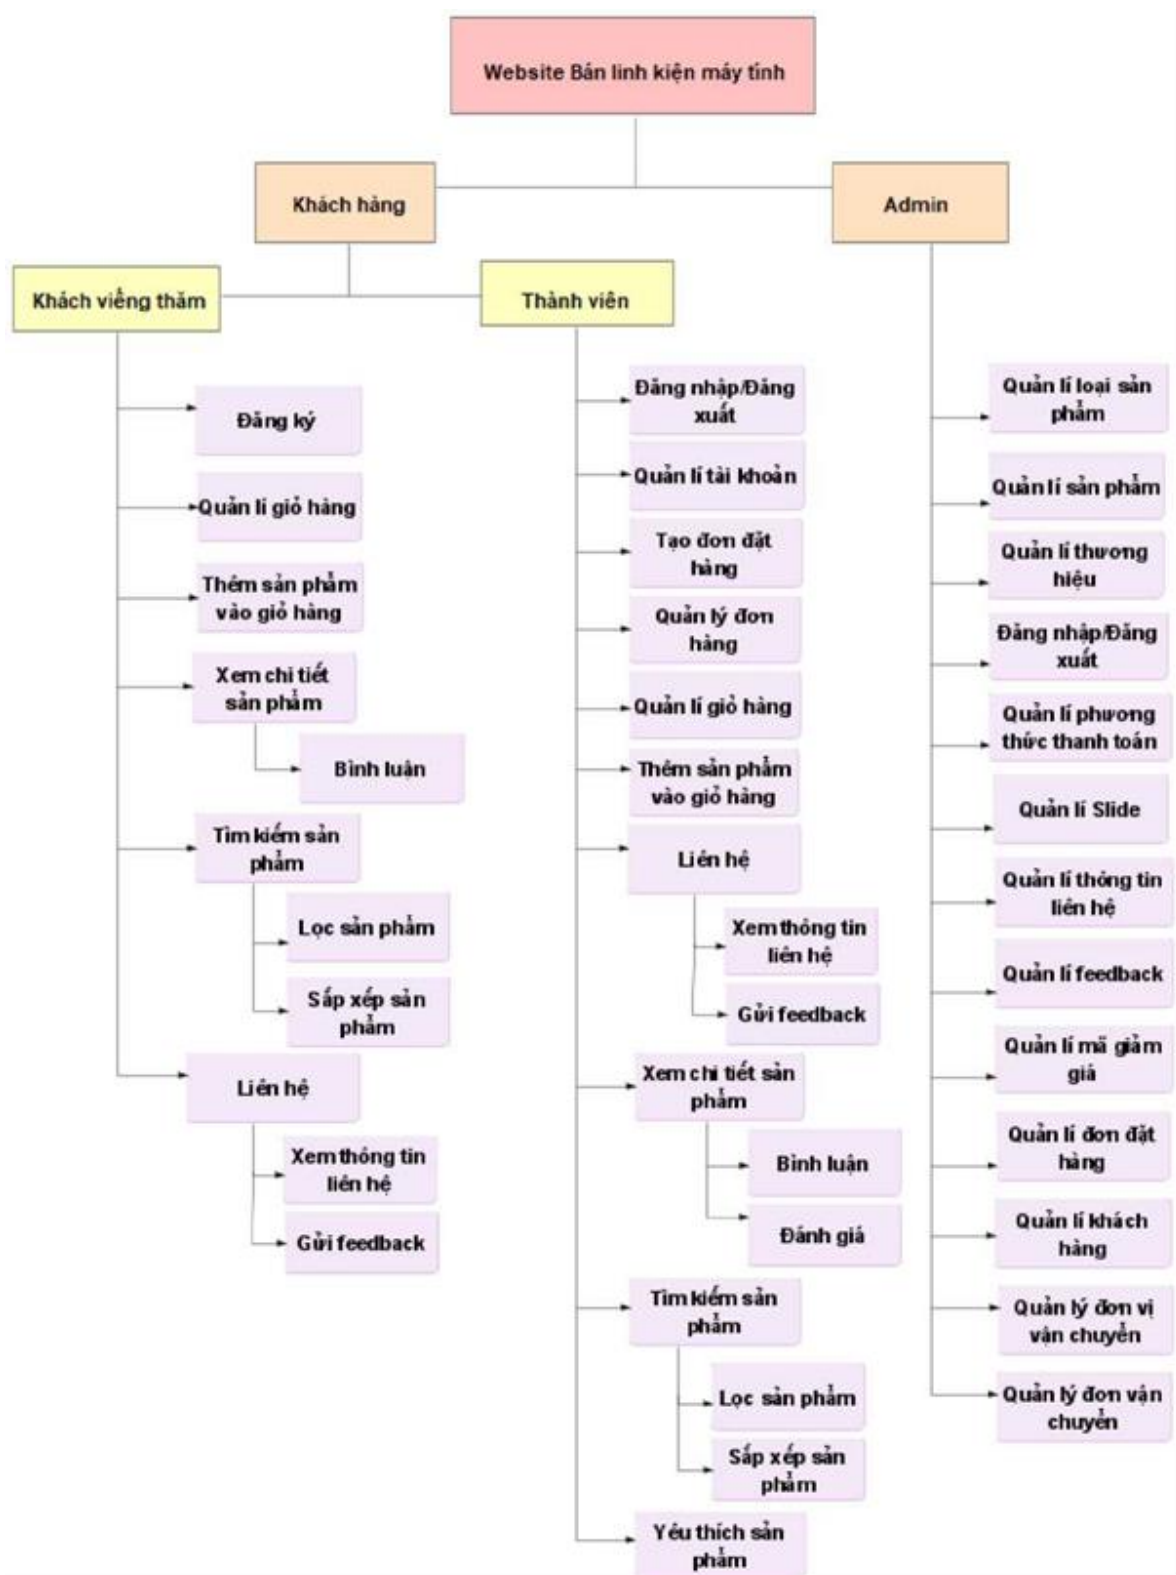 Website Bán linh kiện máy tính
Khách hàng
Admin
Khách viếng thăm
Thành viên
Đăng ký
Quản lí giỏ hàng
Thêm sản phẩm
vào giỏ hàng
Xem chi tiết
sản phẩm
Bình luận
Tìm kiếm sản
phẩm
Lọc sản phẩm
Sắp xếp sản
phẩm
Liên hệ
Xem thông tin
liên hệ
Gửi feedback
Đăng nhập/Đăng
xuất
Quản lí tài khoản
Tạo đơn đặt
hàng
Quản lý đơn
hàng
Quản lí giỏ hàng
Thêm sản phẩm
vào giỏ hàng
Liên hệ
Xem thông tin
liên hệ
Gửi feedback
Xem chi tiết sản
phẩm
Bình luận
Đánh giá
Tìm kiếm sản
phẩm
Lọc sản phẩm
Sắp xếp sản
phẩm
Yêu thích sản
phẩm
Quản lí loại sản
phẩm
Quản lí sản phẩm
Quản lí thương
hiệu
Đăng nhập/Đăng
xuất
Quản lí phương
thức thanh toán
Quản lí Slide
Quản lí thông tin
liên hệ
Quản lí feedback
Quản lí mã giảm
giá
Quản lí đơn đặt
hàng
Quản lí khách
hàng
Quản lý đơn vị
vận chuyển
Quản lý đơn vận
chuyển